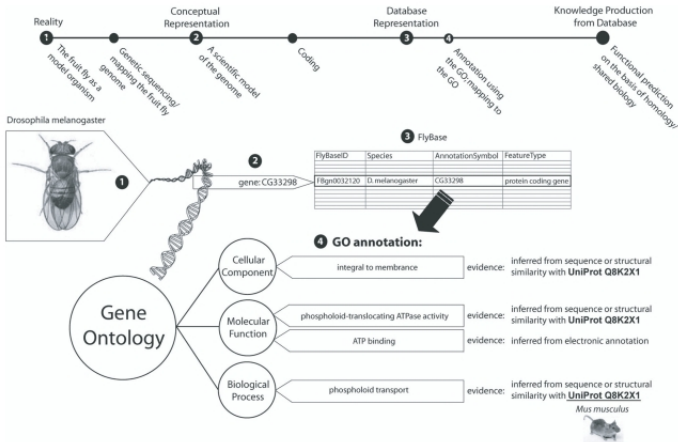 Reality
Conceptual
Representation
Database
Representation
Knowledge Production
from Database
1
2
3
4
The fruit fly as a
model organism
Genetic sequencing/
mapping the fruit fly
genome
A scientific model
of the genome
Coding
Annotation using
the GO: mapping to
the GO
Functional prediction
on the basis of homology/
shared biology
Drosophila melanogaster
1
2
gene: CG33298
3 FlyBase
FlyBaseID Species AnnotationSymbol FeatureType
FBgn0032120 D. melanogaster CG33298 protein coding gene
4 GO annotation:
Gene
Ontology
Cellular
Component
integral to membrance
evidence:
inferred from sequence or structural
similarity with UniProt Q8K2X1
Molecular
Function
phospholoid-translocating ATPase activity
evidence:
inferred from sequence or structural
similarity with UniProt Q8K2X1
ATP binding
evidence:
inferred from electronic annotation
Biological
Process
phospholoid transport
evidence:
inferred from sequence or structural
similarity with UniProt Q8K2X1
Mus musculus